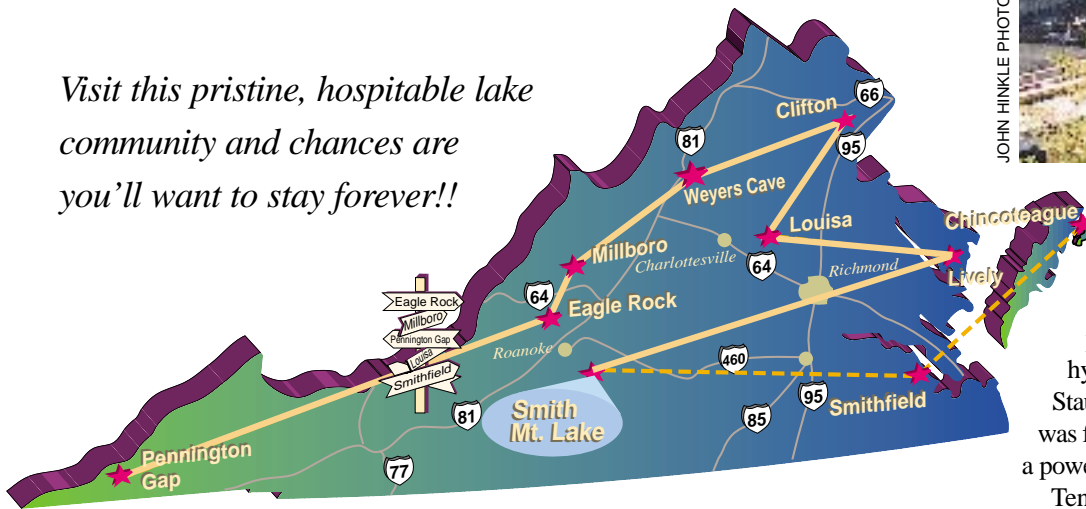 Visit this pristine, hospitable lake
community and chances are
you'll want to stay forever!!
JOHN HINKLE PHOTO
66
Clifton
81
95
Weyers Cave
Chincoteague
Louisa
Millboro
Charlottesville
64
Richmond
Lively
64
Eagle Rock
Eagle Rock
Millboro
Pennington Gap
Louisa
Smithfield
Roanoke
460
Smithfield
81
Smith
Mt. Lake
85
95
Pennington
Gap
77
hy
Stau
was f
a powe
Ten